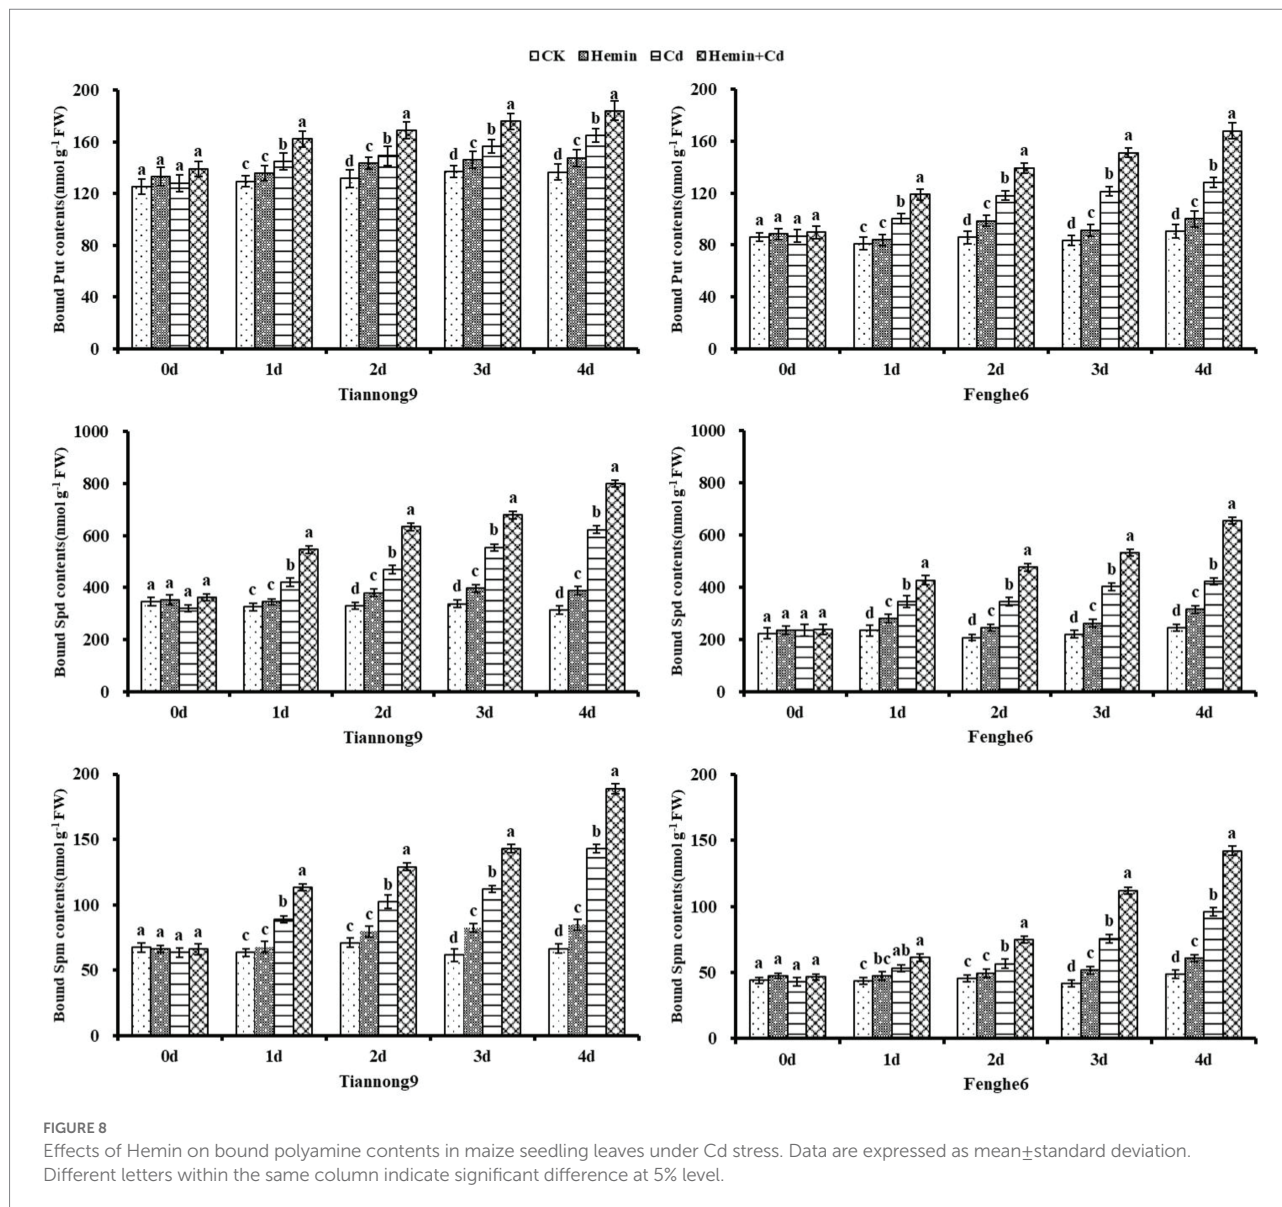 CK Hemin Cd Hemin+Cd
Bound Put contents(nmol g-1 FW)
200
160
120
80
40
0
a a a a
c c b a
d c b a
d c b a
d c b a
0d 1d 2d 3d 4d
Tiannong9
Bound Put contents(nmol g-1 FW)
200
160
120
80
40
0
a a a a
c c b a
d c b a
d c b a
d c b a
0d 1d 2d 3d 4d
Fenghe6
Bound Spd contents(nmol g-1 FW)
1000
800
600
400
200
0
a a a a
c c b a
d c b a
d c b a
d c b a
0d 1d 2d 3d 4d
Tiannong9
Bound Spd contents(nmol g-1 FW)
1000
800
600
400
200
0
a a a a
d c b a
d c b a
d c b a
d c b a
0d 1d 2d 3d 4d
Fenghe6
Bound Spm contents(nmol g-1 FW)
200
150
100
50
0
a a a a
c c b a
c c b a
d c b a
d c b a
0d 1d 2d 3d 4d
Tiannong9
Bound Spm contents(nmol g-1 FW)
200
150
100
50
0
a a a a
c bc ab a
c c b a
d c b a
d c b a
0d 1d 2d 3d 4d
Fenghe6
FIGURE 8
Effects of Hemin on bound polyamine contents in maize seedling leaves under Cd stress. Data are expressed as mean±standard deviation.
Different letters within the same column indicate significant difference at 5% level.